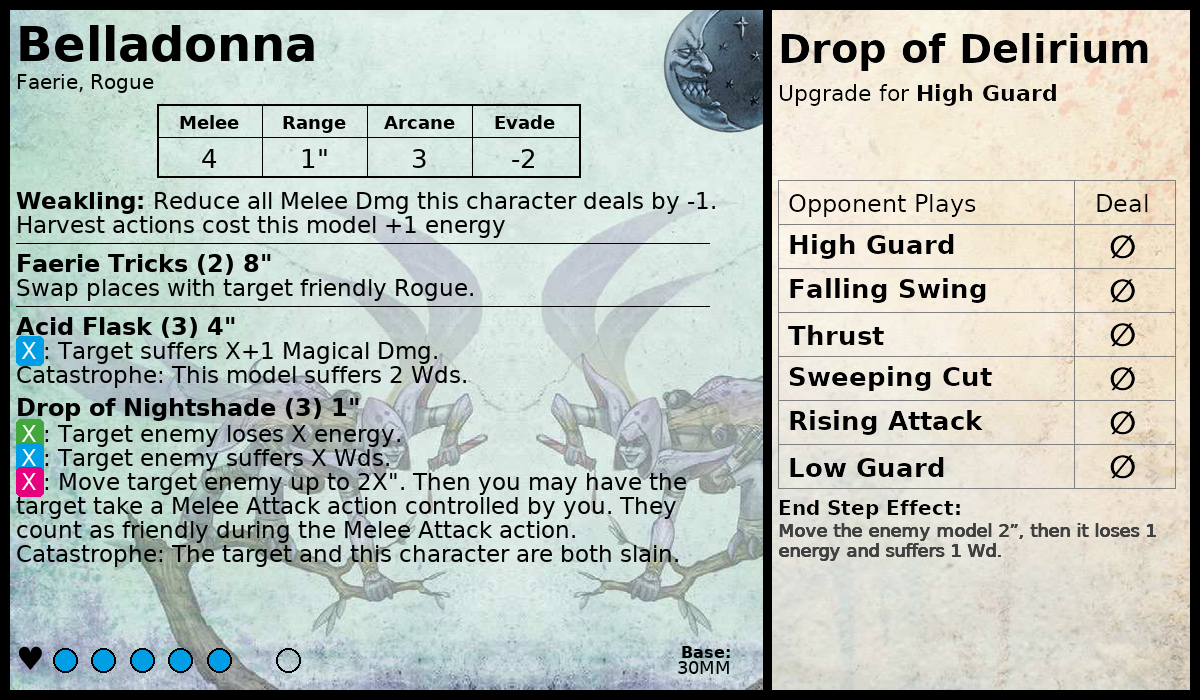 Belladonna
Faerie, Rogue
Melee Range Arcane Evade
4 1" 3 -2
Weakling: Reduce all Melee Dmg this character deals by -1.
Harvest actions cost this model +1 energy
Faerie Tricks (2) 8"
Swap places with target friendly Rogue.
Acid Flask (3) 4"
X: Target suffers X+1 Magical Dmg.
Catastrophe: This model suffers 2 Wds.
Drop of Nightshade (3) 1"
X: Target enemy loses X energy.
X: Target enemy suffers X Wds.
X: Move target enemy up to 2X". Then you may have the
target take a Melee Attack action controlled by you. They
count as friendly during the Melee Attack action.
Catastrophe: The target and this character are both slain.
Base:
30MM
Drop of Delirium
Upgrade for High Guard
Opponent Plays Deal
High Guard ∅
Falling Swing ∅
Thrust ∅
Sweeping Cut ∅
Rising Attack ∅
Low Guard ∅
End Step Effect:
Move the enemy model 2”, then it loses 1
energy and suffers 1 Wd.